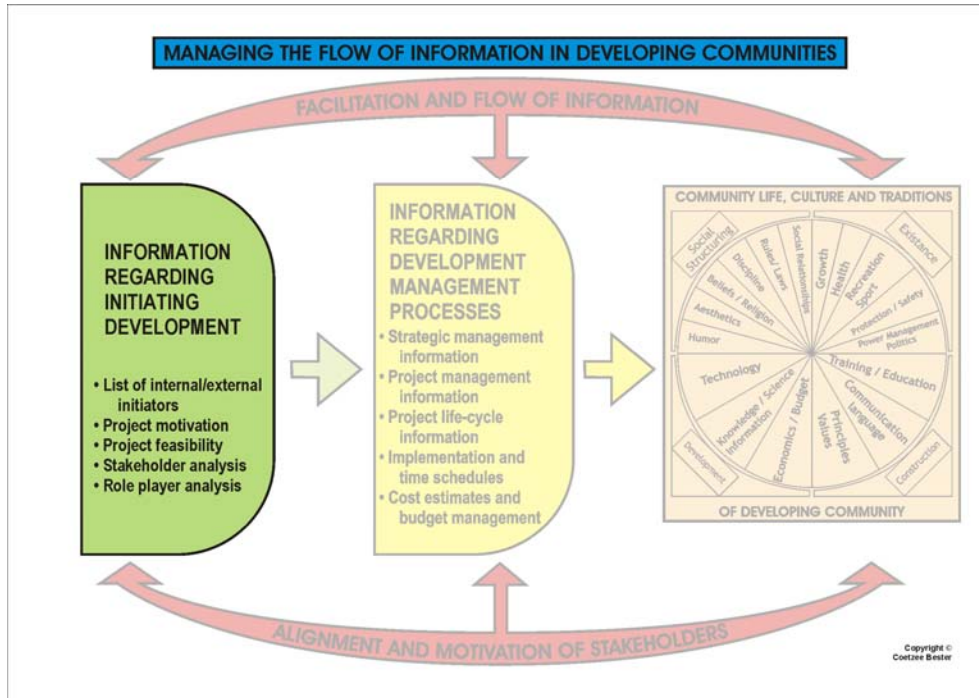 MANAGING THE FLOW OF INFORMATION IN DEVELOPING COMMUNITIES
FACILITATION AND FLOW OF INFORMATION
INFORMATION
REGARDING
INITIATING
DEVELOPMENT
• List of internal/external
initiators
• Project motivation
• Project feasibility
• Stakeholder analysis
• Role player analysis
INFORMATION
REGARDING
DEVELOPMENT
MANAGEMENT
PROCESSES
• Strategic management
information
• Project management
information
• Project life-cycle
information
• Implementation and
time schedules
• Cost estimates and
budget management
COMMUNITY LIFE, CULTURE AND TRADITIONS
Social
Structuring
Existance
Humor
Aesthetics
Beliefs / Religion
Discipline
Rules/ Laws
Social Relationships
Growth
Health
Recreation
Sport
Protection / Safety
Power Management
Politics
Training / Education
Communication
language
Principles
Values
Economics / Budget
Knowledge / Science
Information
Technology
Development
Construction
OF DEVELOPING COMMUNITY
ALIGNMENT AND MOTIVATION OF STAKEHOLDERS
Copyright ©
Coetzee Bester